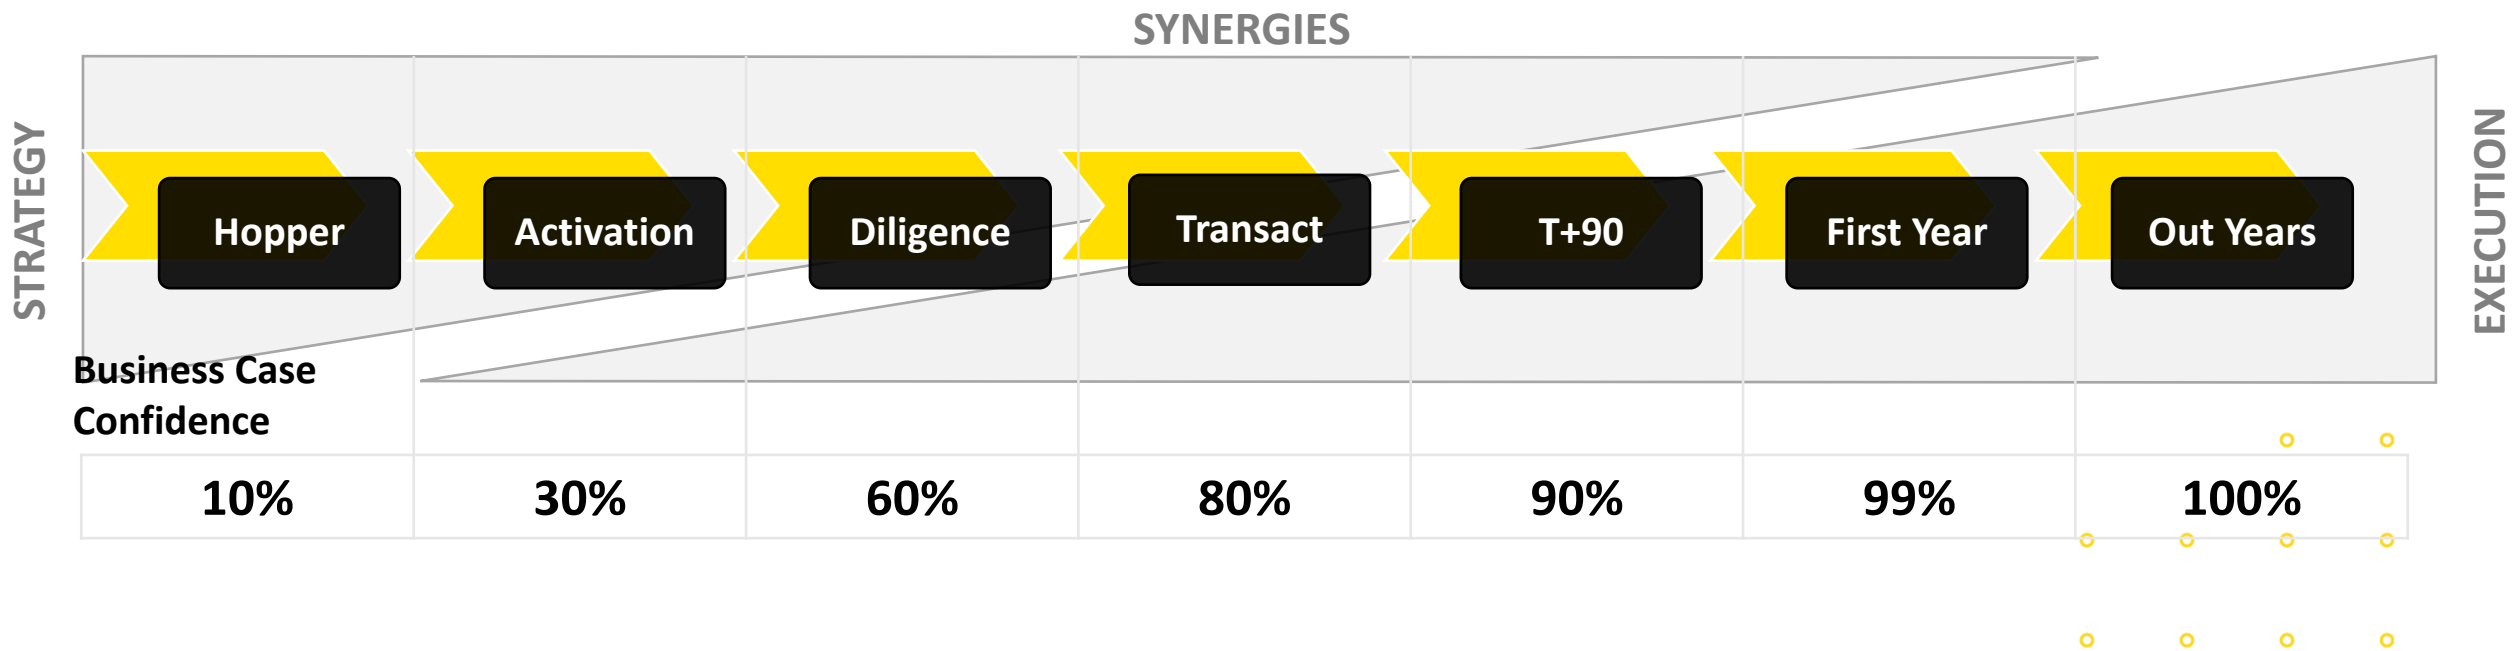 SYNERGIES
STRATEGY
Hopper
Activation
Diligence
Transact
T+90
First Year
Out Years
EXECUTION
Business Case
Confidence
10%
30%
60%
80%
90%
99%
100%